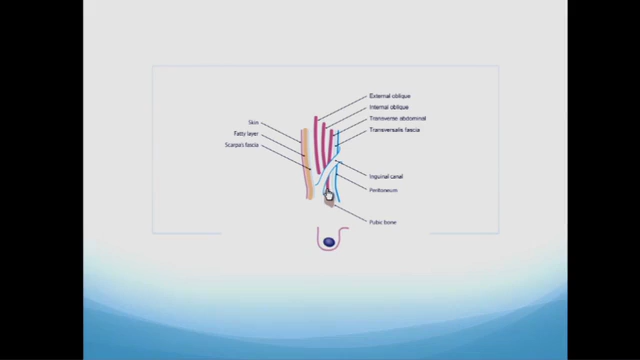 External oblique
Internal oblique
Transverse abdominal
Transversalis fascia
Skin
Fatty layer
Scarpa's fascia
Inguinal canal
Peritoneum
Pubic bone